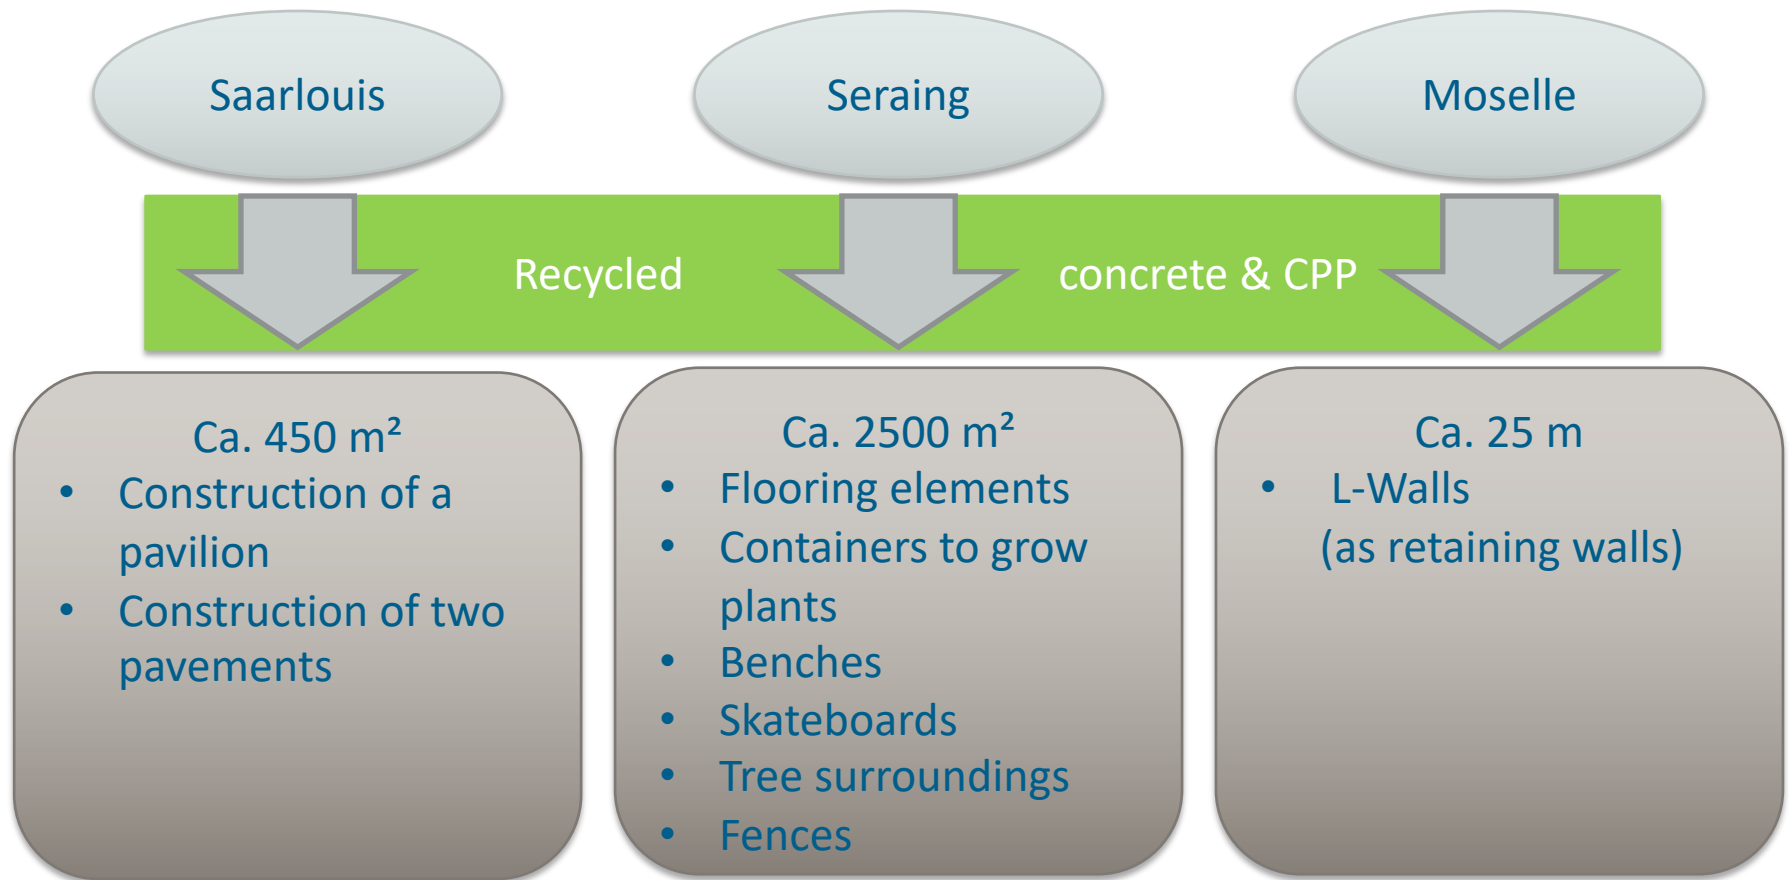 Saarlouis
Seraing
Moselle
Recycled concrete & CPP
Ca. 450 m²
• Construction of a
pavilion
• Construction of two
pavements
Ca. 2500 m²
• Flooring elements
• Containers to grow
plants
• Benches
• Skateboards
• Tree surroundings
• Fences
Ca. 25 m
• L-Walls
(as retaining walls)